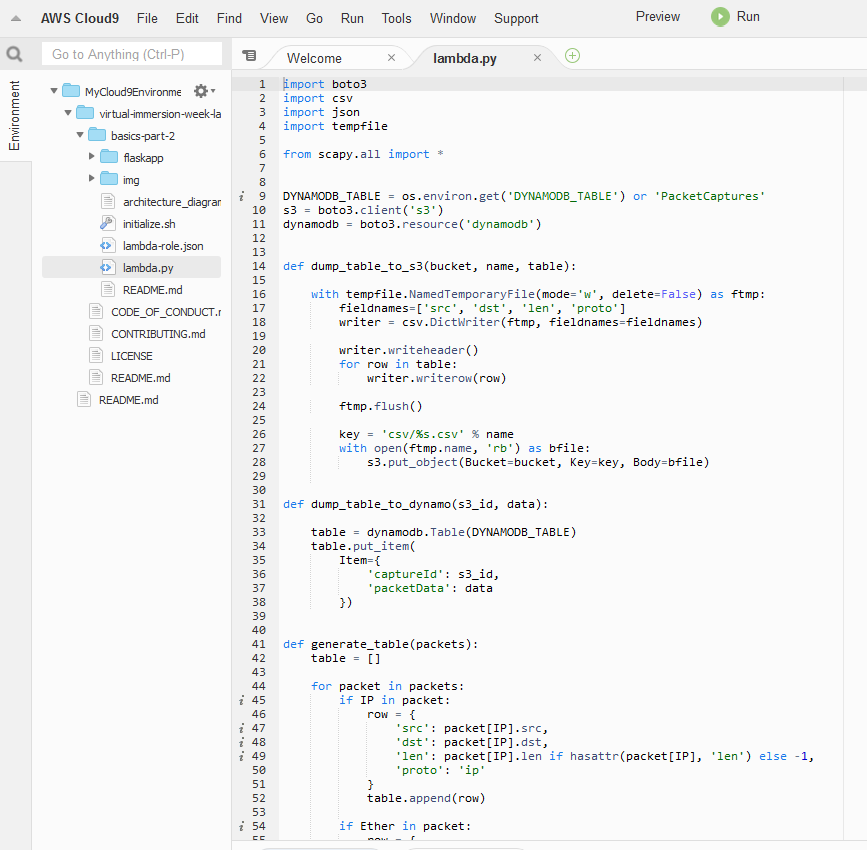 AWS Cloud9 File Edit Find View Go Run Tools Window Support Preview Run
Go to Anything (Ctrl-P)
Environment
MyCloud9Environme
virtual-immersion-week-la
basics-part-2
flaskapp
img
architecture_diagram
initialize.sh
lambda-role.json
lambda.py
README.md
CODE_OF_CONDUCT.r
CONTRIBUTING.md
LICENSE
README.md
README.md
Welcome × lambda.py ×
1 import boto3
2 import csv
3 import json
4 import tempfile
5
6 from scapy.all import *
7
8
9 DYNAMODB_TABLE = os.environ.get('DYNAMODB_TABLE') or 'PacketCaptures'
10 s3 = boto3.client('s3')
11 dynamodb = boto3.resource('dynamodb')
12
13
14 def dump_table_to_s3(bucket, name, table):
15
16     with tempfile.NamedTemporaryFile(mode='w', delete=False) as ftmp:
17         fieldnames=['src', 'dst', 'len', 'proto']
18         writer = csv.DictWriter(ftmp, fieldnames=fieldnames)
19
20         writer.writeheader()
21         for row in table:
22             writer.writerow(row)
23
24         ftmp.flush()
25
26         key = 'csv/%s.csv' % name
27         with open(ftmp.name, 'rb') as bfile:
28             s3.put_object(Bucket=bucket, Key=key, Body=bfile)
29
30
31 def dump_table_to_dynamo(s3_id, data):
32
33     table = dynamodb.Table(DYNAMODB_TABLE)
34     table.put_item(
35         Item={
36             'captureId': s3_id,
37             'packetData': data
38         })
39
40
41 def generate_table(packets):
42     table = []
43
44     for packet in packets:
45         if IP in packet:
46             row = {
47                 'src': packet[IP].src,
48                 'dst': packet[IP].dst,
49                 'len': packet[IP].len if hasattr(packet[IP], 'len') else -1,
50                 'proto': 'ip'
51             }
52             table.append(row)
53
54         if Ether in packet:
55             row = {